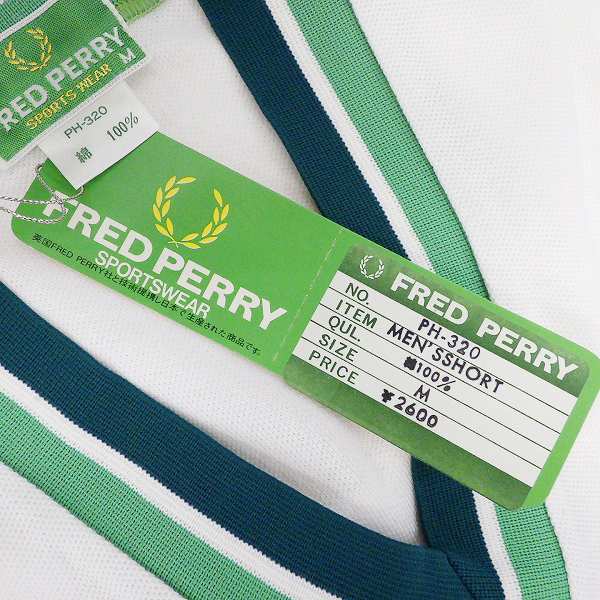 FRED PERRY
SPORTS WEAR
M
PH-320
綿 100%
FRED PERRY
SPORTSWEAR
英国FRED PERRY社と技術提携し日本で生産された商品です。
FRED PERRY
NO. PH-320
ITEM MEN'SSHORT
QUL. 綿100%
SIZE M
PRICE ¥2600